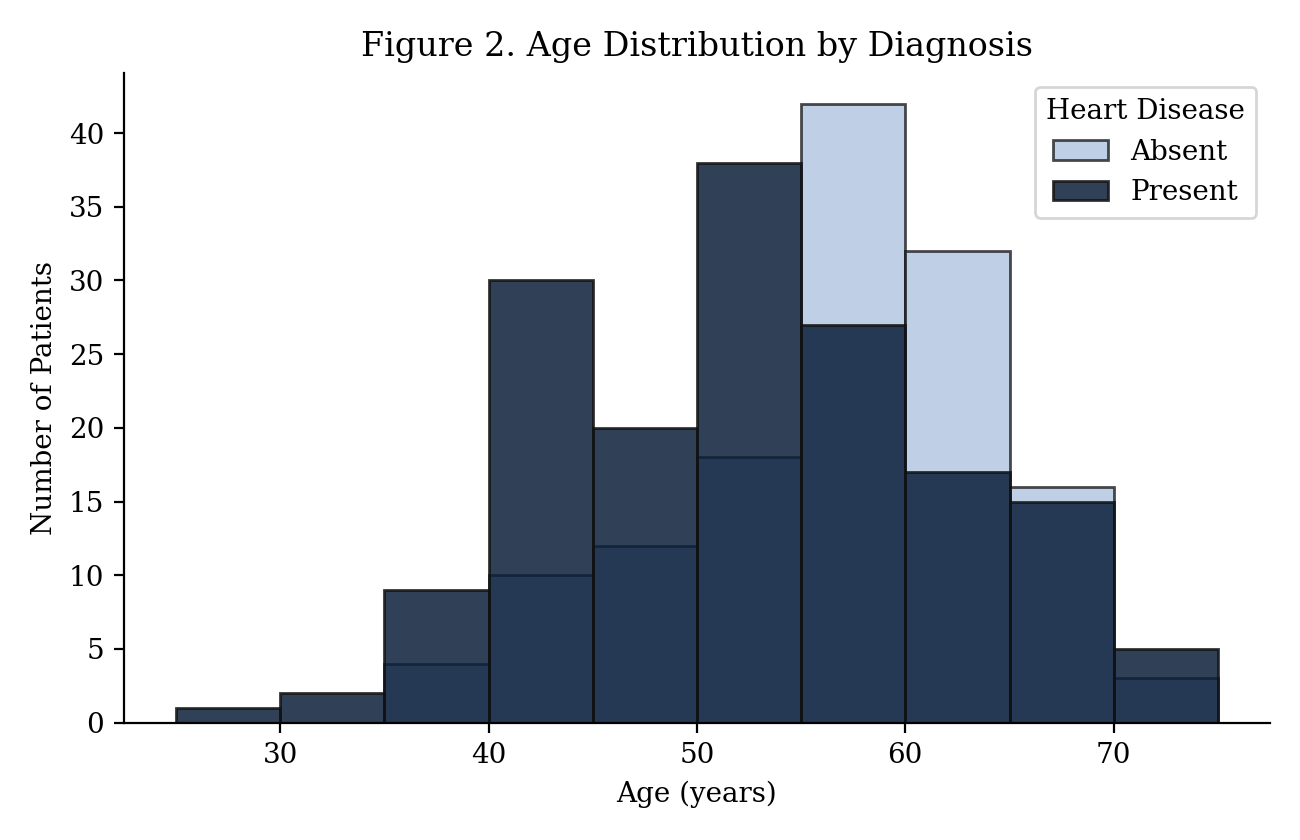 Figure 2. Age Distribution by Diagnosis
Heart Disease
Absent
Present
Number of Patients
40
35
30
25
20
15
10
5
0
30 40 50 60 70
Age (years)